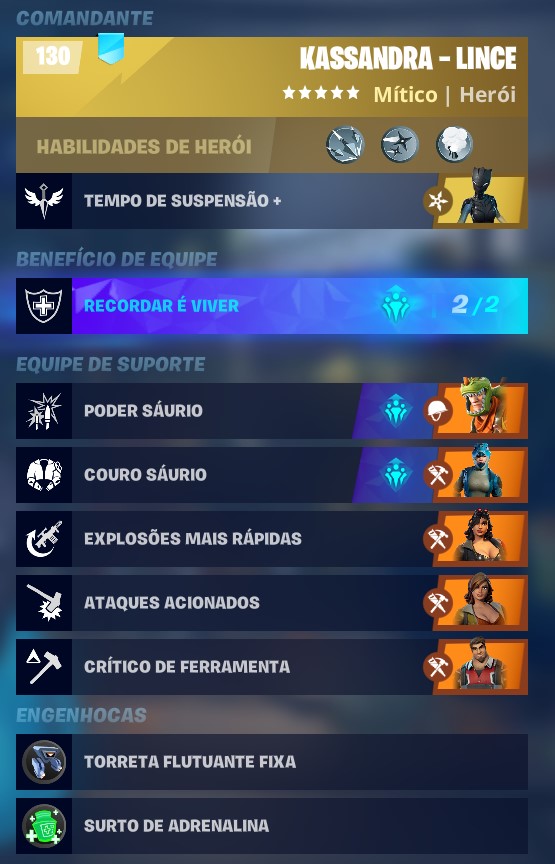 COMANDANTE
130
KASSANDRA - LINCE
★★★★★ Mítico | Herói
HABILIDADES DE HERÓI
TEMPO DE SUSPENSÃO +
BENEFÍCIO DE EQUIPE
RECORDAR É VIVER 2/2
EQUIPE DE SUPORTE
PODER SÁURIO
COURO SÁURIO
EXPLOSÕES MAIS RÁPIDAS
ATAQUES ACIONADOS
CRÍTICO DE FERRAMENTA
ENGENHOCAS
TORRETA FLUTUANTE FIXA
SURTO DE ADRENALINA